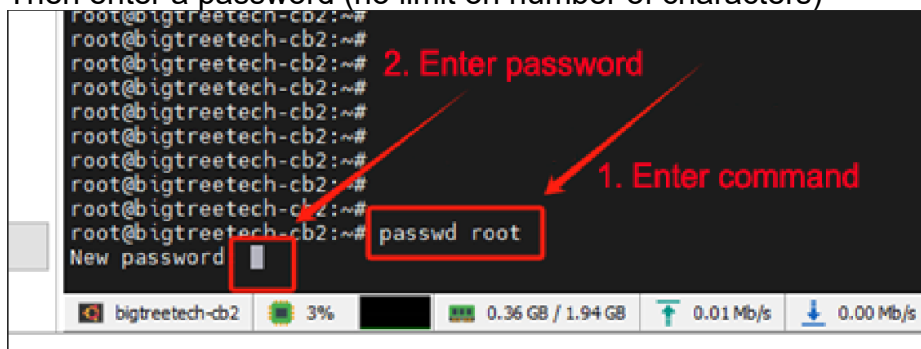 Then enter a password (no limit on number of characters)
root@bigtreetech-cb2:~#
root@bigtreetech-cb2:~#
root@bigtreetech-cb2:~#
2. Enter password
root@bigtreetech-cb2:~#
root@bigtreetech-cb2:~#
root@bigtreetech-cb2:~#
root@bigtreetech-cb2:~#
root@bigtreetech-cb2:~#
1. Enter command
root@bigtreetech-cb2:~#
root@bigtreetech-cb2:~# passwd root
New password
bigtreetech-cb2 3% 0.36 GB / 1.94 GB 0.01 Mb/s 0.00 Mb/s